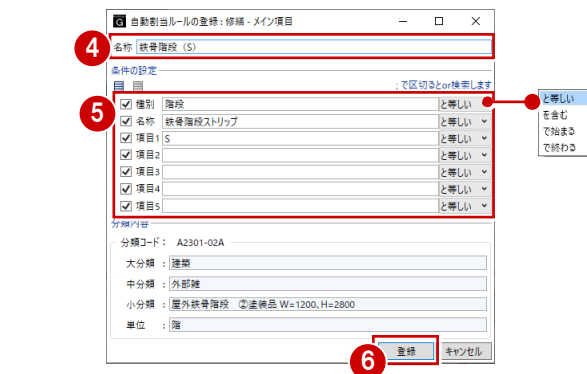 G 自動割当ルールの登録：修繕 - メイン項目
4
名称 鉄骨階段（S）
条件の設定
；で区切るとor検索します
5
種別 階段 と等しい
名称 鉄骨階段ストリップ と等しい
項目1 S と等しい
項目2 と等しい
項目3 と等しい
項目4 と等しい
項目5 と等しい
と等しい
を含む
で始まる
で終わる
分類内容
分類コード： A2301-02A
大分類 ：建築
中分類 ：外部雑
小分類 ：屋外鉄骨階段 ②塗装品 W=1200、H=2800
単位 ：階
6
登録 キャンセル